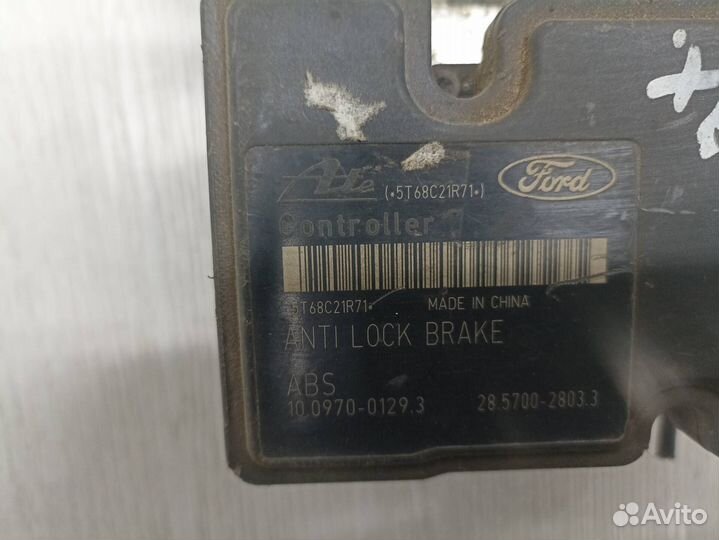 Ate
(•5T68C21R71•)
Ford
Controller
•5T68C21R71•
MADE IN CHINA
ANTI LOCK BRAKE
ABS
10.0970-0129.3
28.5700-2803.3
Avito